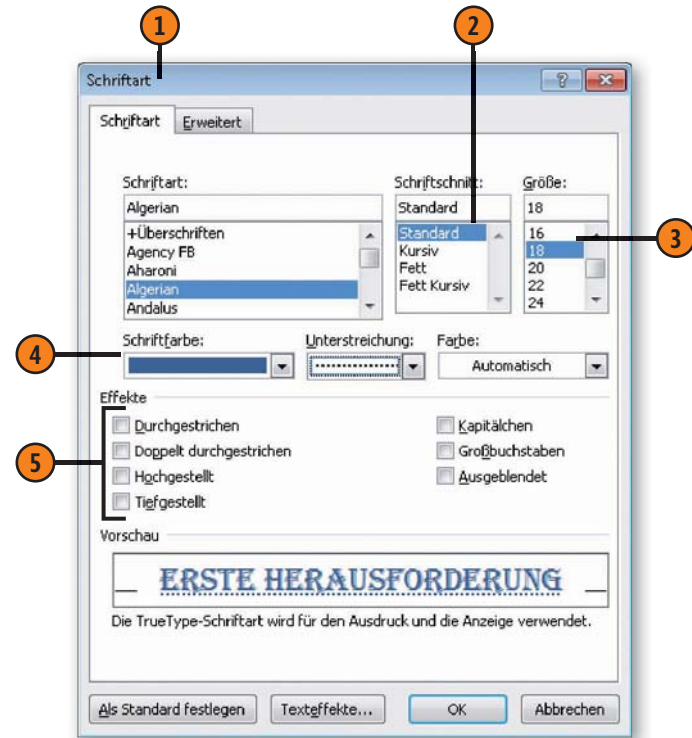 1 2
Schriftart
Schriftart Erweitert
Schriftart: Schriftschnitt: Größe:
Algerian Standard 18
+Überschriften Standard 16
Agency FB Kursiv 18
Aharoni Fett 20
Algerian Fett Kursiv 22
Andalus 24
3
Schriftfarbe: Unterstreichung: Farbe:
4
Automatisch
Effekte
Durchgestrichen Kapitälchen
Doppelt durchgestrichen Großbuchstaben
5
Hochgestellt Ausgeblendet
Tiefgestellt
Vorschau
ERSTE HERAUSFORDERUNG
Die TrueType-Schriftart wird für den Ausdruck und die Anzeige verwendet.
Als Standard festlegen Texteffekte... OK Abbrechen